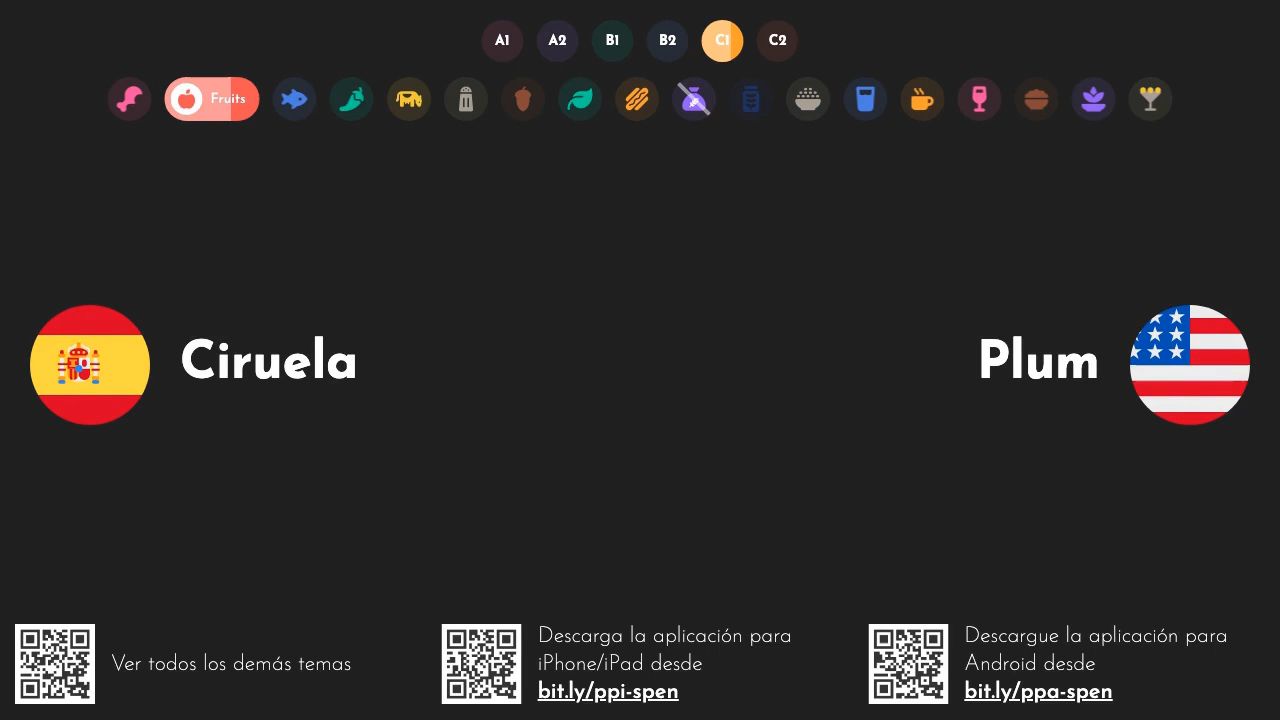 A1 A2 B1 B2 C1 C2
Fruits
Ciruela
Plum
Ver todos los demás temas
Descarga la aplicación para
iPhone/iPad desde
bit.ly/ppi-spen
Descargue la aplicación para
Android desde
bit.ly/ppa-spen